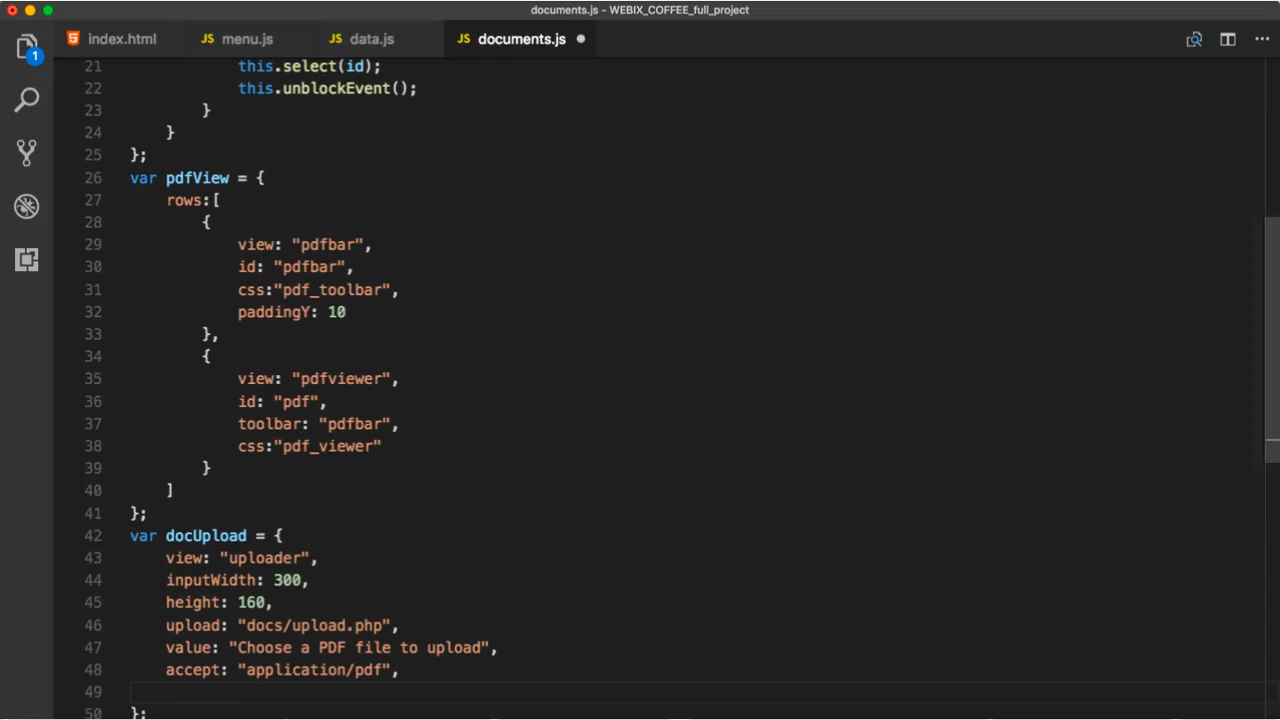 documents.js - WEBIX_COFFEE_full_project
index.html JS menu.js JS data.js JS documents.js
1
21 this.select(id);
22 this.unblockEvent();
23 }
24 }
25 };
26 var pdfView = {
27 rows:[
28 {
29 view: "pdfbar",
30 id: "pdfbar",
31 css:"pdf_toolbar",
32 paddingY: 10
33 },
34 {
35 view: "pdfviewer",
36 id: "pdf",
37 toolbar: "pdfbar",
38 css:"pdf_viewer"
39 }
40 ]
41 };
42 var docUpload = {
43 view: "uploader",
44 inputWidth: 300,
45 height: 160,
46 upload: "docs/upload.php",
47 value: "Choose a PDF file to upload",
48 accept: "application/pdf",
49
50 };